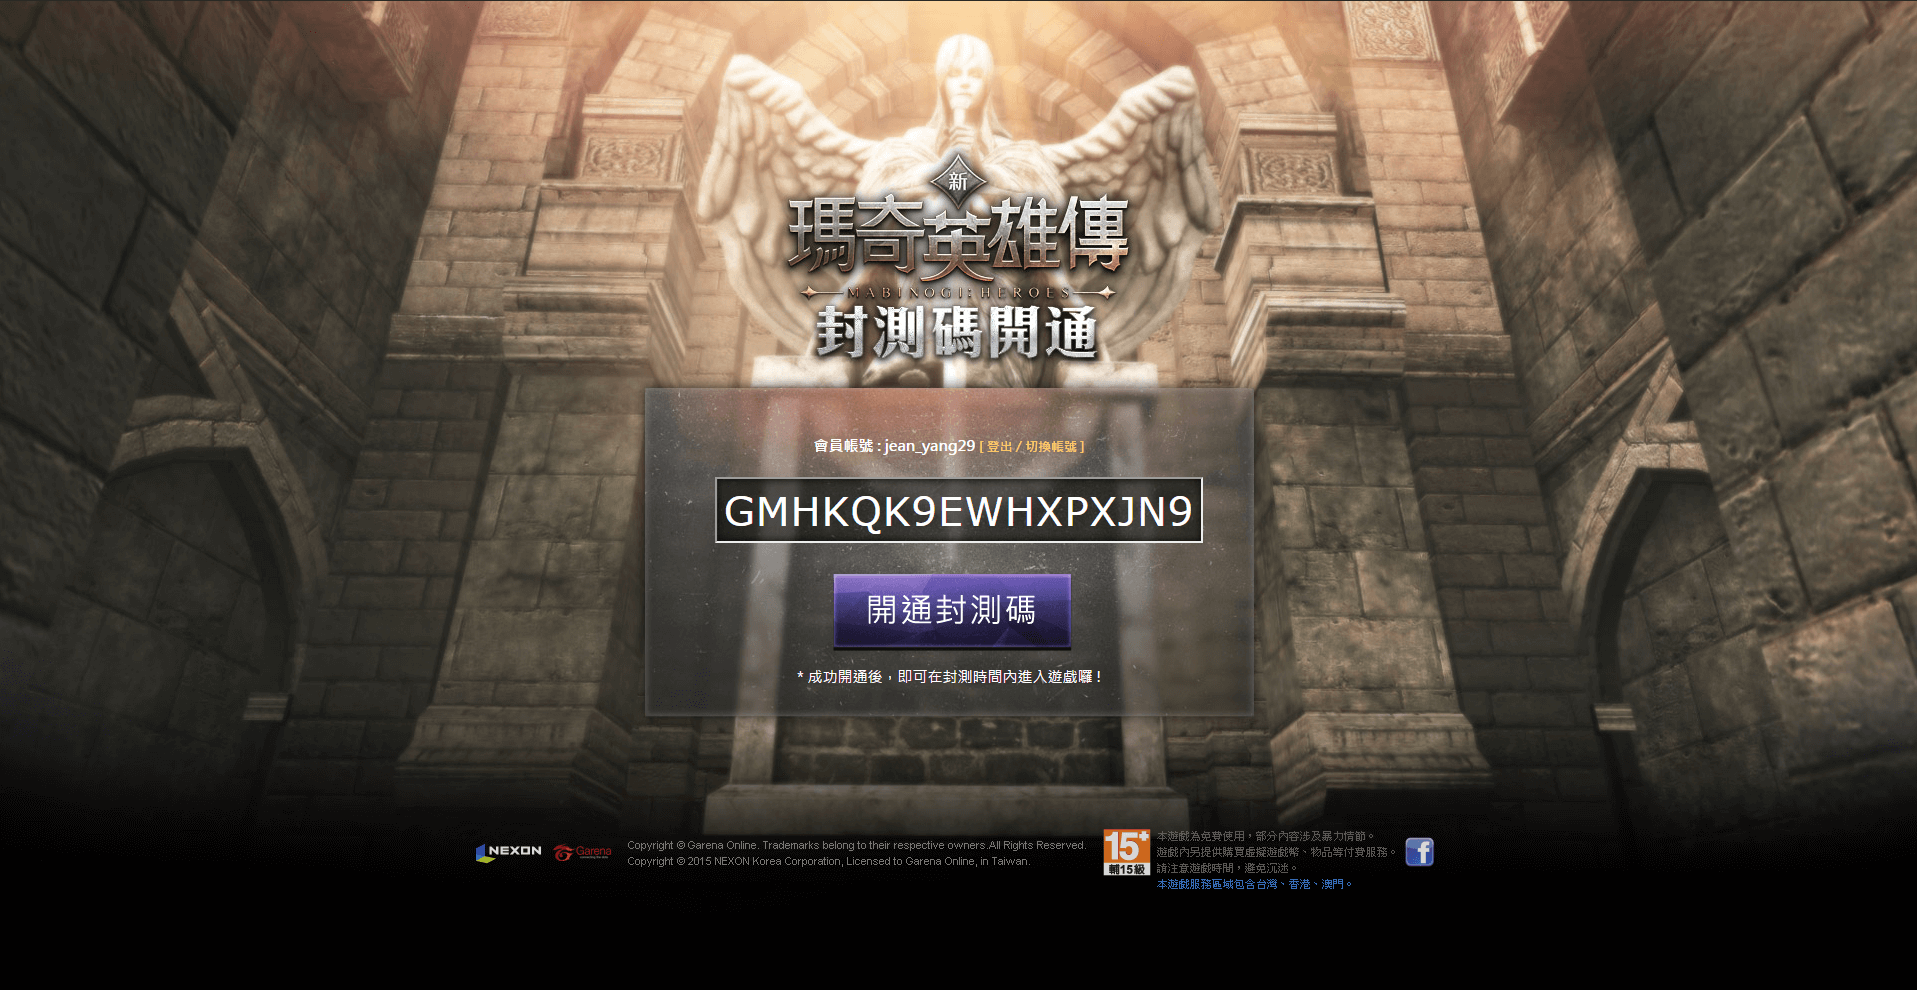 新
瑪奇英雄傳
MABINOGI: HEROES
封測碼開通
會員帳號 : jean_yang29 [ 登出 / 切換帳號 ]
GMHKQK9EWHXPXJN9
開通封測碼
* 成功開通後，即可在封測時間內進入遊戲囉 !
NEXON
Garena
Copyright © Garena Online. Trademarks belong to their respective owners.All Rights Reserved.
Copyright © 2015 NEXON Korea Corporation, Licensed to Garena Online, in Taiwan.
15+
輔15級
本遊戲為免費使用，部分內容涉及暴力情節。
遊戲內另提供購買虛擬遊戲幣、物品等付費服務。
請注意遊戲時間，避免沉迷。
本遊戲服務區域包含台灣、香港、澳門。
f